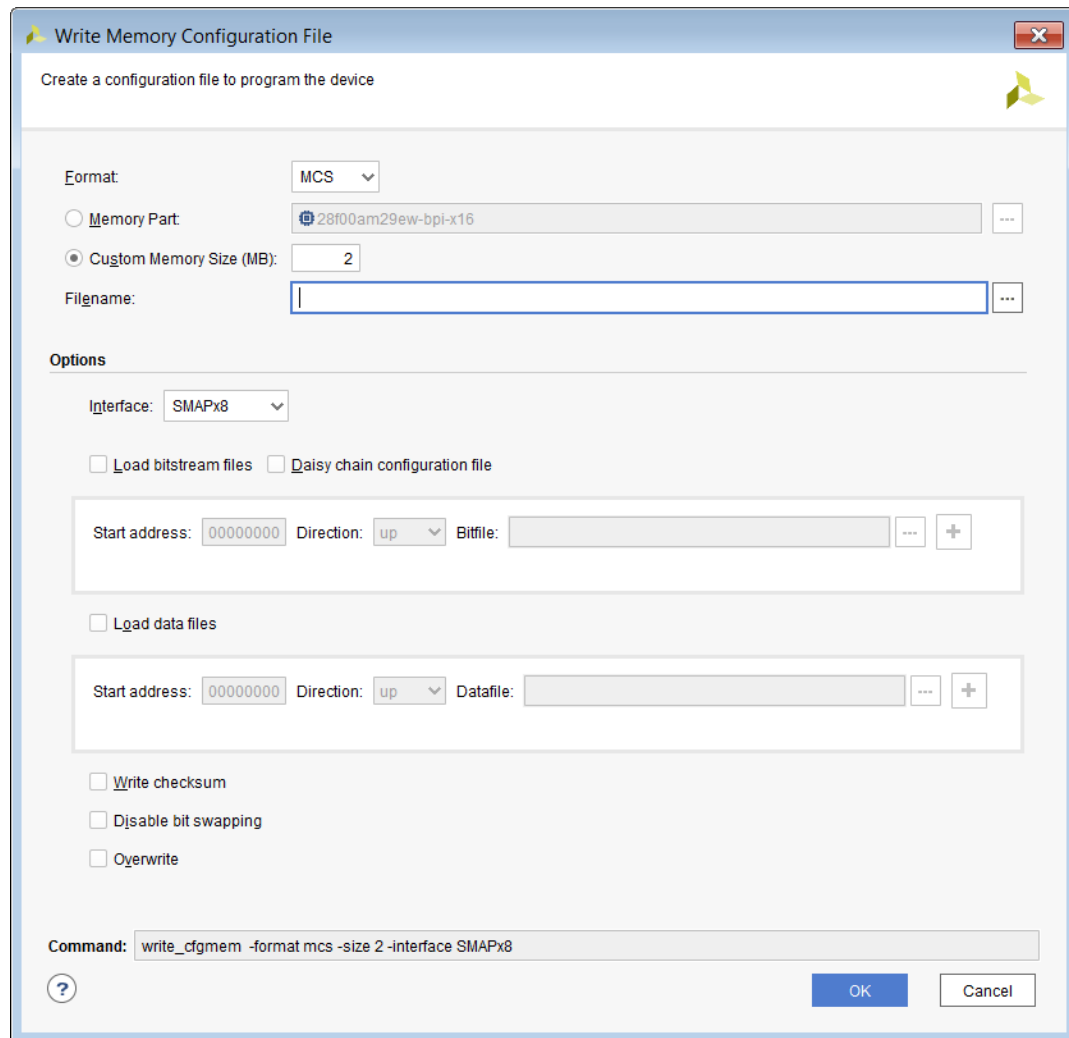 Write Memory Configuration File
Create a configuration file to program the device
Format: MCS
Memory Part: 28f00am29ew-bpi-x16 ...
Custom Memory Size (MB): 2
Filename: ...
Options
Interface: SMAPx8
Load bitstream files Daisy chain configuration file
Start address: 00000000 Direction: up Bitfile: ... +
Load data files
Start address: 00000000 Direction: up Datafile: ... +
Write checksum
Disable bit swapping
Overwrite
Command: write_cfgmem -format mcs -size 2 -interface SMAPx8
? OK Cancel